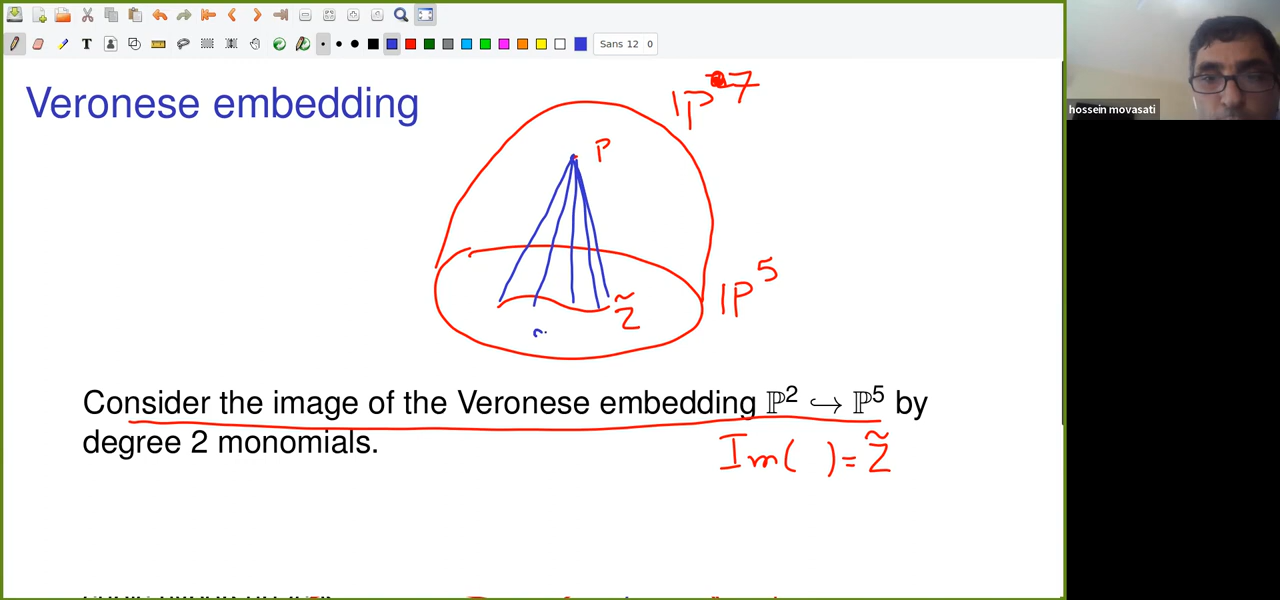 Sans 12 0
hossein movasati
Veronese embedding
ℙ 7
P
ℙ⁵
Z̃
Consider the image of the Veronese embedding ℙ² ↪ ℙ⁵ by
degree 2 monomials.
Im( ) = Z̃